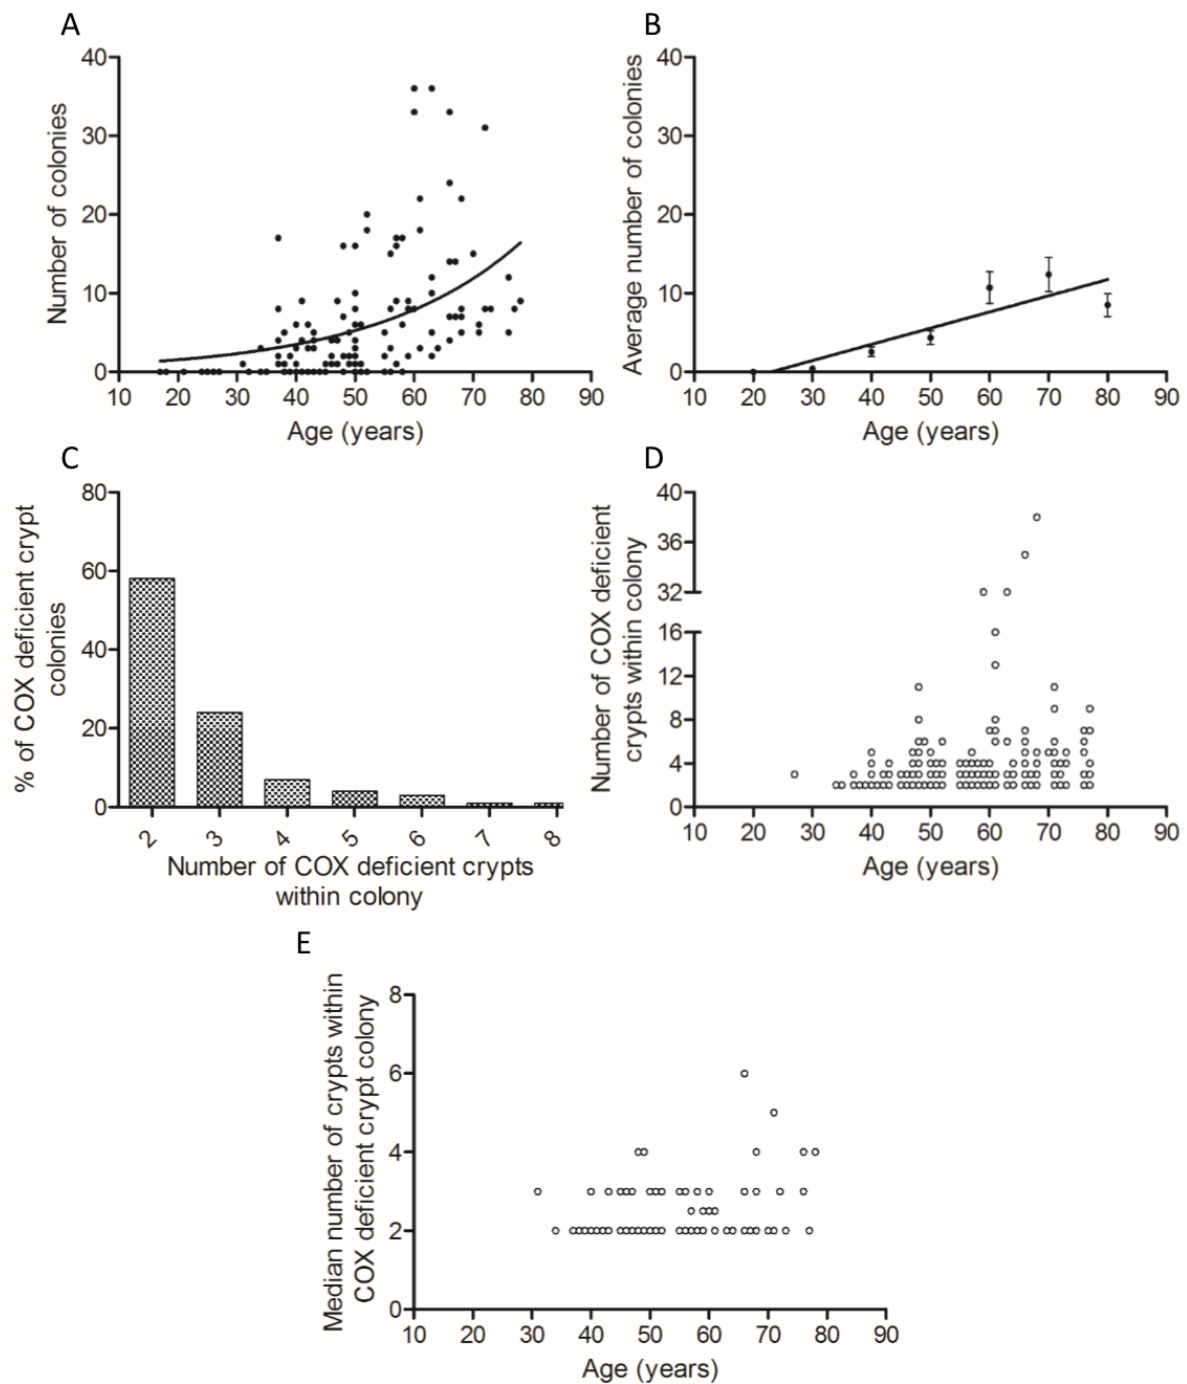 A
40
30
20
10
0
Number of colonies
10 20 30 40 50 60 70 80 90
Age (years)
B
40
30
20
10
0
Average number of colonies
10 20 30 40 50 60 70 80 90
Age (years)
C
80
60
40
20
0
% of COX deficient crypt
colonies
2 3 4 5 6 7 8
Number of COX deficient crypts
within colony
D
40
36
32
16
12
8
4
0
Number of COX deficient
crypts within colony
10 20 30 40 50 60 70 80 90
Age (years)
E
8
6
4
2
0
Median number of crypts within
COX deficient crypt colony
10 20 30 40 50 60 70 80 90
Age (years)